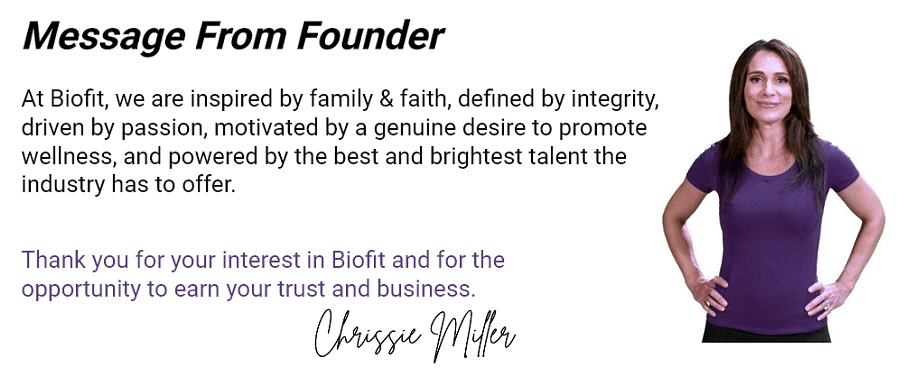 Message From Founder
At Biofit, we are inspired by family & faith, defined by integrity,
driven by passion, motivated by a genuine desire to promote
wellness, and powered by the best and brightest talent the
industry has to offer.
Thank you for your interest in Biofit and for the
opportunity to earn your trust and business.
Chrissie Miller